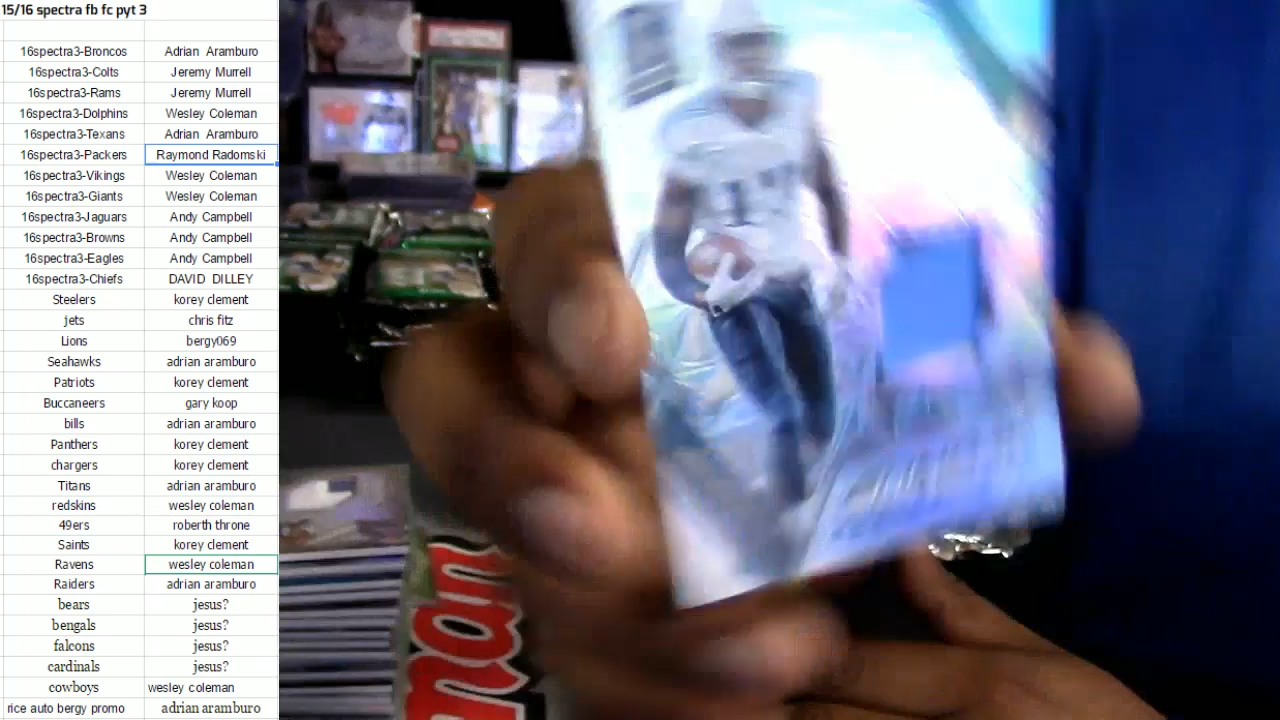 15/16 spectra fb fc pyt 3
16spectra3-Broncos Adrian Aramburo
16spectra3-Colts Jeremy Murrell
16spectra3-Rams Jeremy Murrell
16spectra3-Dolphins Wesley Coleman
16spectra3-Texans Adrian Aramburo
16spectra3-Packers Raymond Radomski
16spectra3-Vikings Wesley Coleman
16spectra3-Giants Wesley Coleman
16spectra3-Jaguars Andy Campbell
16spectra3-Browns Andy Campbell
16spectra3-Eagles Andy Campbell
16spectra3-Chiefs DAVID DILLEY
Steelers korey clement
jets chris fitz
Lions bergy069
Seahawks adrian aramburo
Patriots korey clement
Buccaneers gary koop
bills adrian aramburo
Panthers korey clement
chargers korey clement
Titans adrian aramburo
redskins wesley coleman
49ers roberth throne
Saints korey clement
Ravens wesley coleman
Raiders adrian aramburo
bears jesus?
bengals jesus?
falcons jesus?
cardinals jesus?
cowboys wesley coleman
rice auto bergy promo adrian aramburo